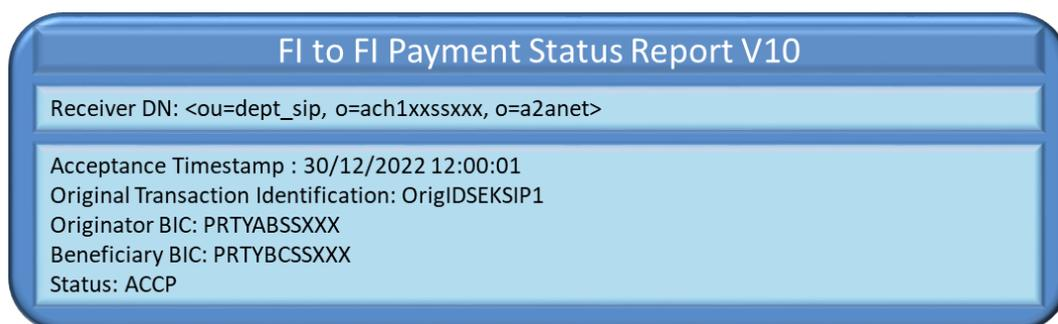 FI to FI Payment Status Report V10
Receiver DN: <ou=dept_sip, o=ach1xxssxxx, o=a2anet>
Acceptance Timestamp : 30/12/2022 12:00:01
Original Transaction Identification: OrigIDSEKSIP1
Originator BIC: PRTYABSSXXX
Beneficiary BIC: PRTYBCSSXXX
Status: ACCP